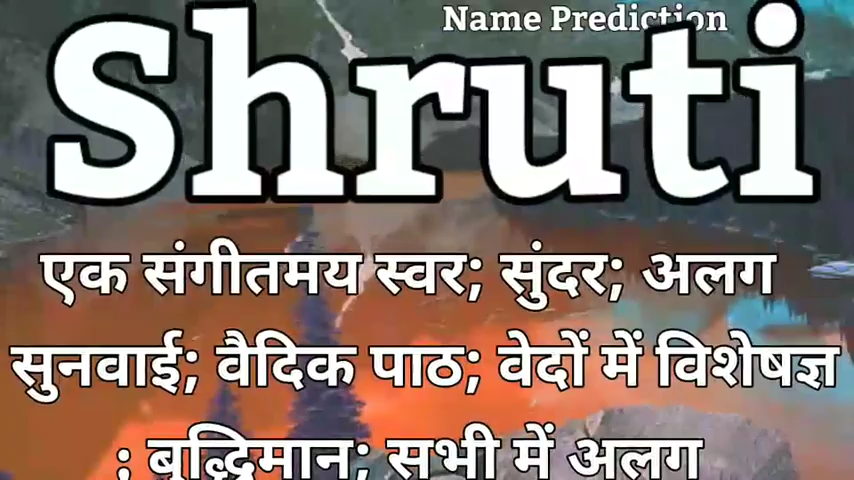 Name Prediction
Shruti
एक संगीतमय स्वर; सुंदर; अलग
सुनवाई; वैदिक पाठ; वेदों में विशेषज्ञ
; बुद्धिमान; सभी में अलग